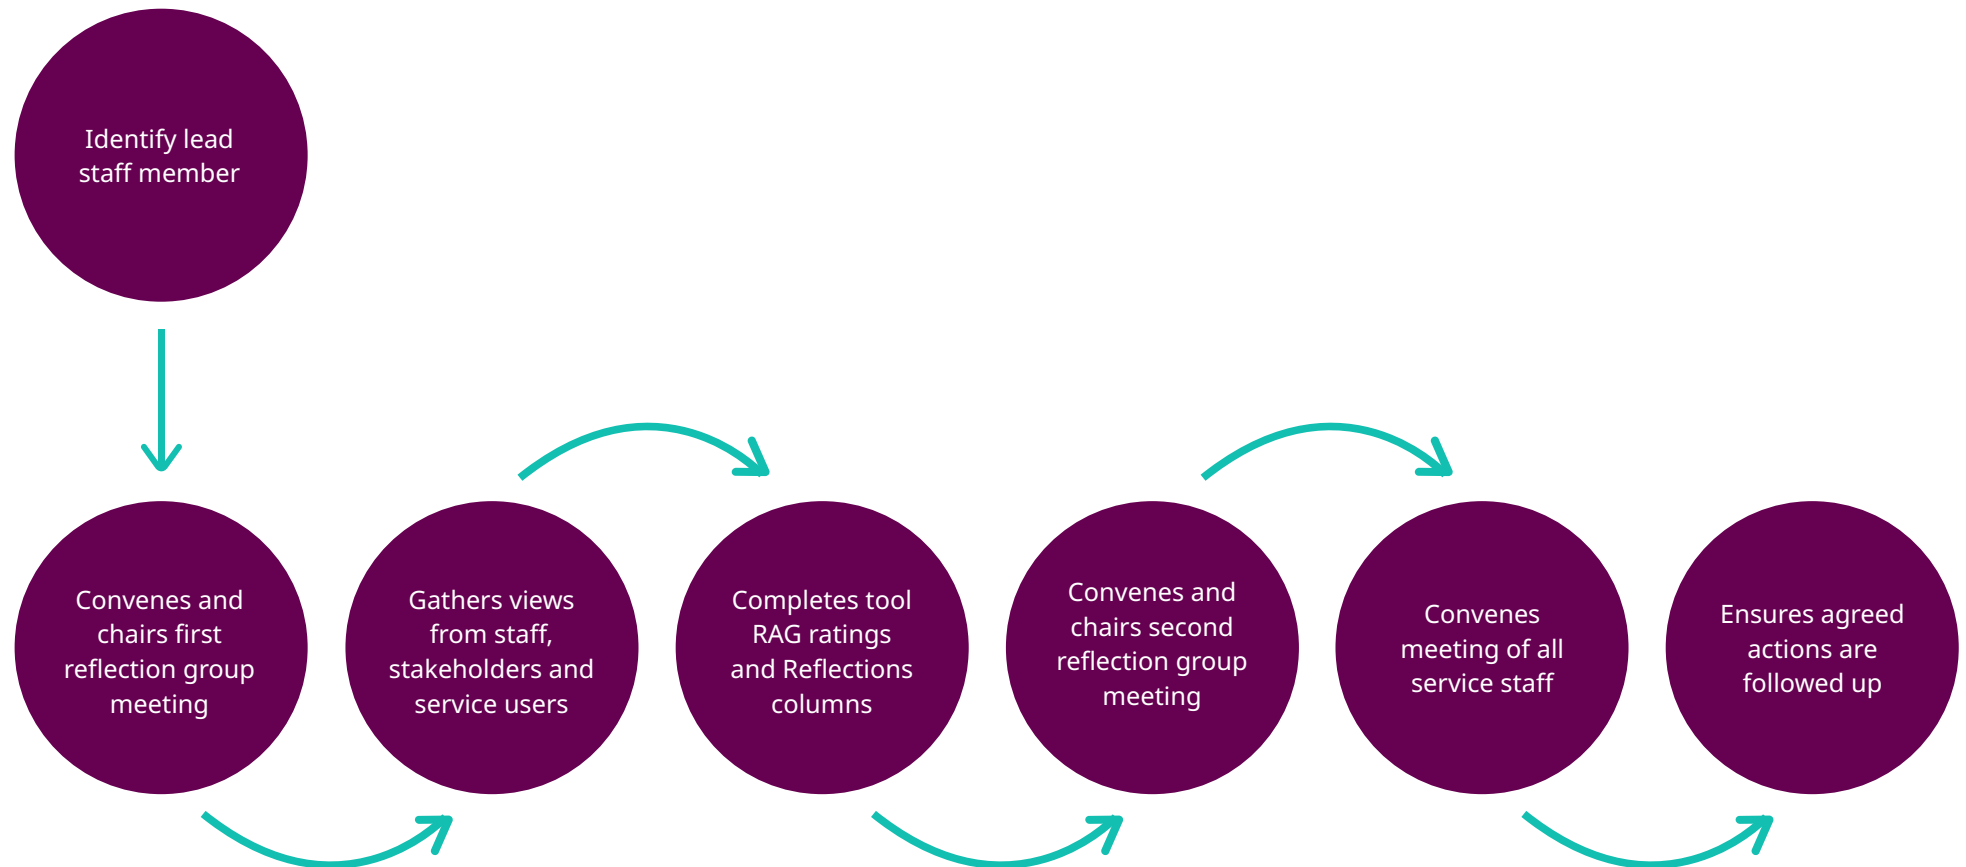 Identify lead
staff member
Convenes and
chairs first
reflection group
meeting
Gathers views
from staff,
stakeholders and
service users
Completes tool
RAG ratings
and Reflections
columns
Convenes and
chairs second
reflection group
meeting
Convenes
meeting of all
service staff
Ensures agreed
actions are
followed up